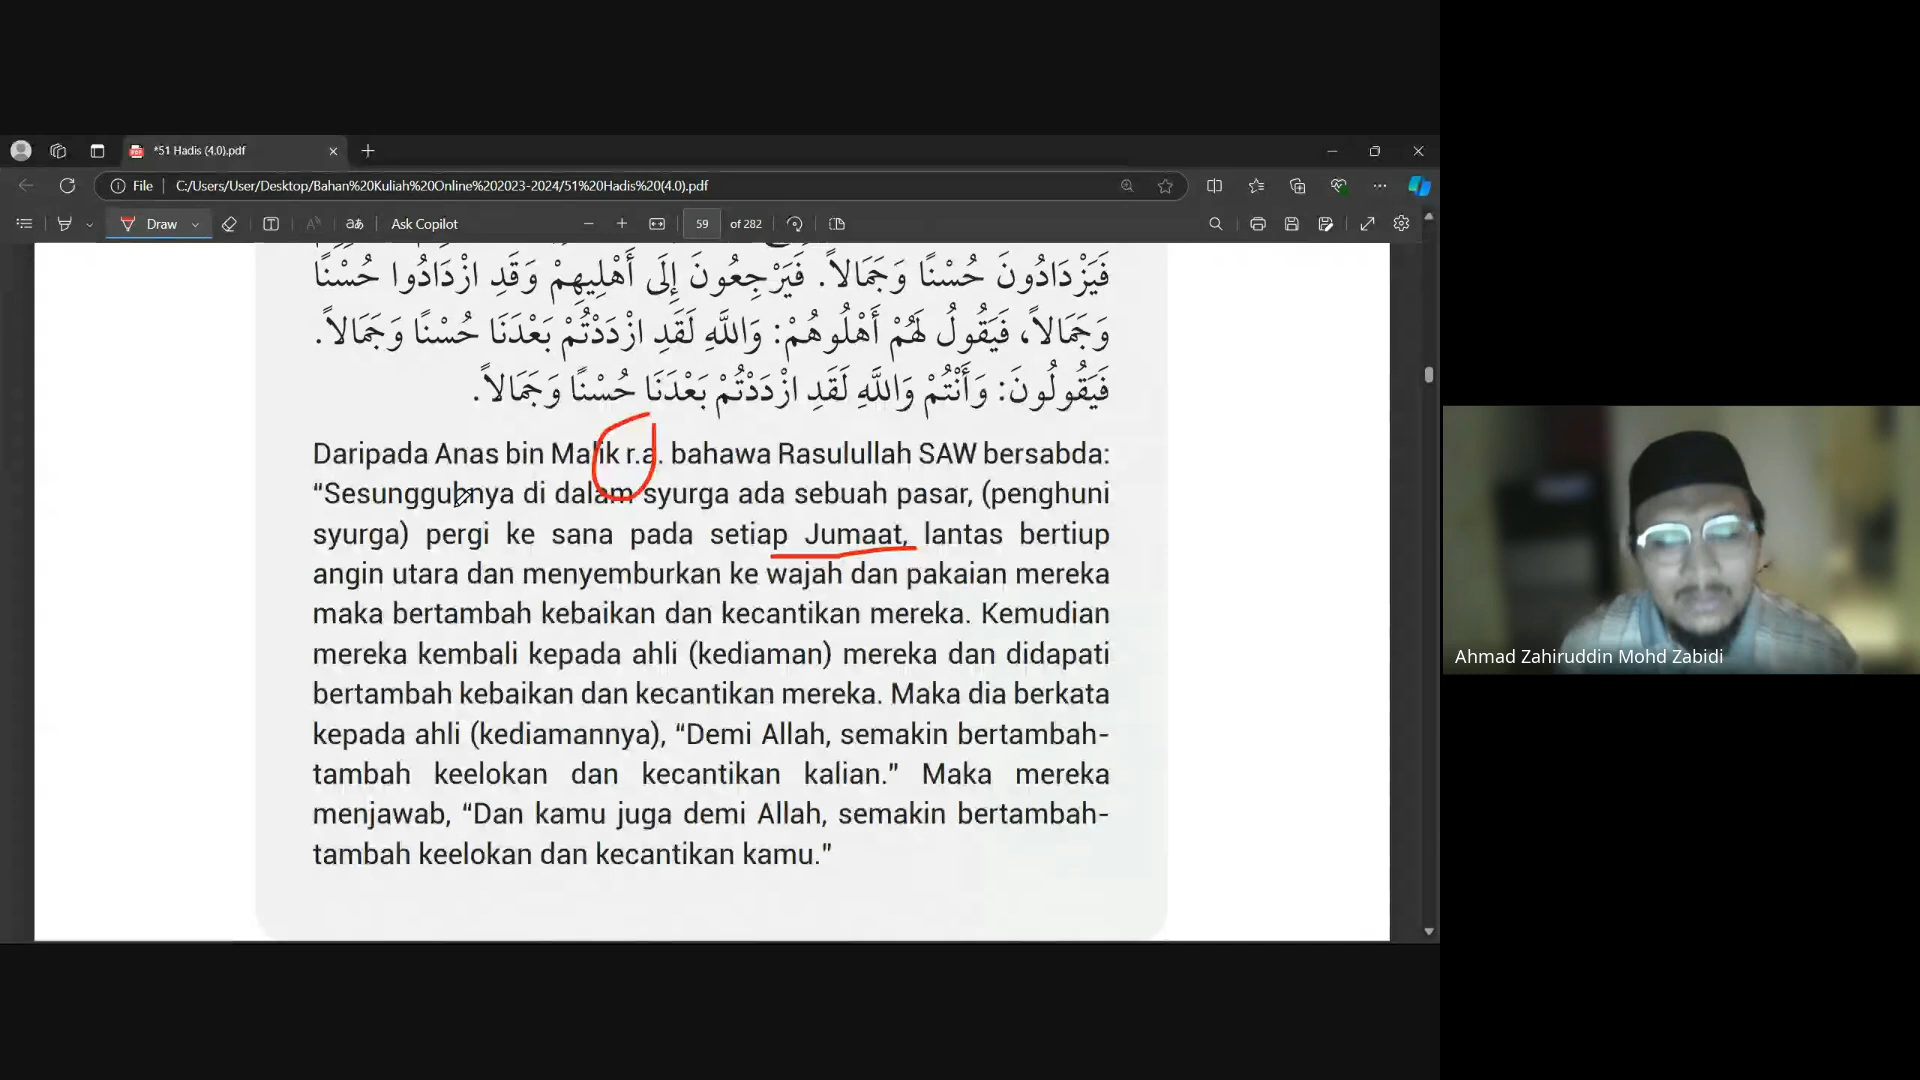 *51 Hadis (4.0).pdf
File
C:/Users/User/Desktop/Bahan%20Kuliah%20Online%202023-2024/51%20Hadis%20(4.0).pdf
Draw
aあ
Ask Copilot
59 of 282
فَيَزْدَادُونَ حُسْنًا وَجَمَالاً. فَيَرْجِعُونَ إِلَى أَهْلِيهِمْ وَقَدِ ازْدَادُوا حُسْنًا
وَجَمَالاً، فَيَقُولُ لَهُمْ أَهْلُوهُمْ: وَاللَّهِ لَقَدِ ازْدَدْتُمْ بَعْدَنَا حُسْنًا وَجَمَالاً.
فَيَقُولُونَ: وَأَنْتُمْ وَاللَّهِ لَقَدِ ازْدَدْتُمْ بَعْدَنَا حُسْنًا وَجَمَالاً.
Daripada Anas bin Malik r.a. bahawa Rasulullah SAW bersabda:
“Sesungguhnya di dalam syurga ada sebuah pasar, (penghuni
syurga) pergi ke sana pada setiap Jumaat, lantas bertiup
angin utara dan menyemburkan ke wajah dan pakaian mereka
maka bertambah kebaikan dan kecantikan mereka. Kemudian
mereka kembali kepada ahli (kediaman) mereka dan didapati
bertambah kebaikan dan kecantikan mereka. Maka dia berkata
kepada ahli (kediamannya), “Demi Allah, semakin bertambah-
tambah keelokan dan kecantikan kalian.” Maka mereka
menjawab, “Dan kamu juga demi Allah, semakin bertambah-
tambah keelokan dan kecantikan kamu.”
Ahmad Zahiruddin Mohd Zabidi